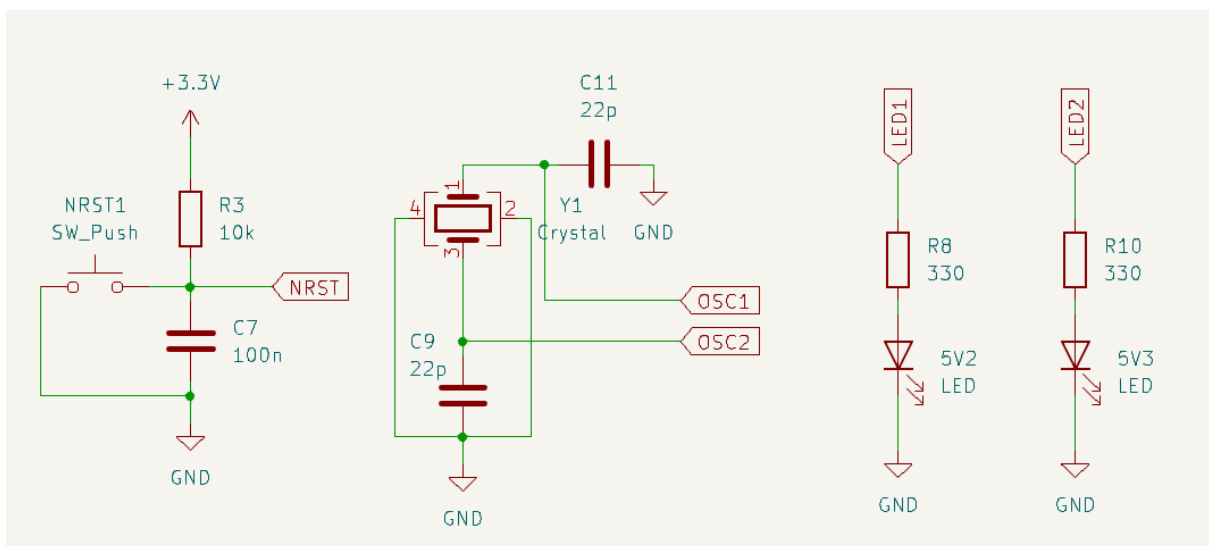 +3.3V
NRST1
SW_Push
R3
10k
NRST
C7
100n
GND
C11
22p
1
4
2
3
Y1
Crystal
GND
OSC1
OSC2
C9
22p
GND
LED1
R8
330
5V2
LED
GND
LED2
R10
330
5V3
LED
GND